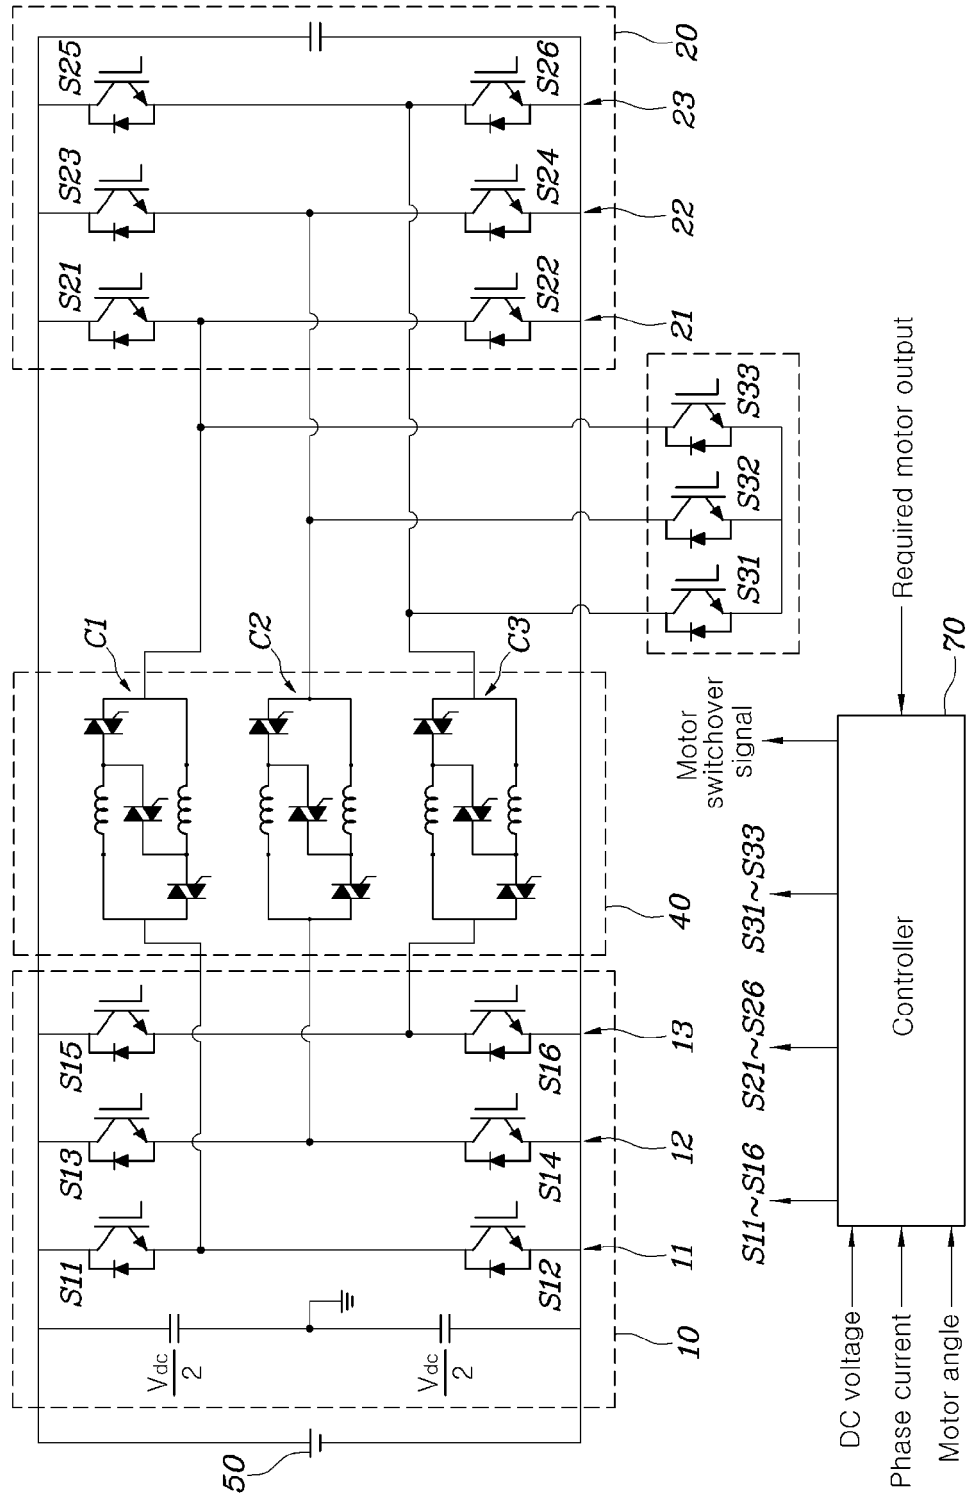 50
10
Vdc
2
Vdc
2
S11
S13
S15
S12
S14
S16
11
12
13
40
C1
C2
C3
S21
S23
S25
S22
S24
S26
21
22
23
20
S31
S32
S33
DC voltage
Phase current
Motor angle
S11~S16
S21~S26
S31~S33
Motor
switchover
signal
Controller
70
Required motor output